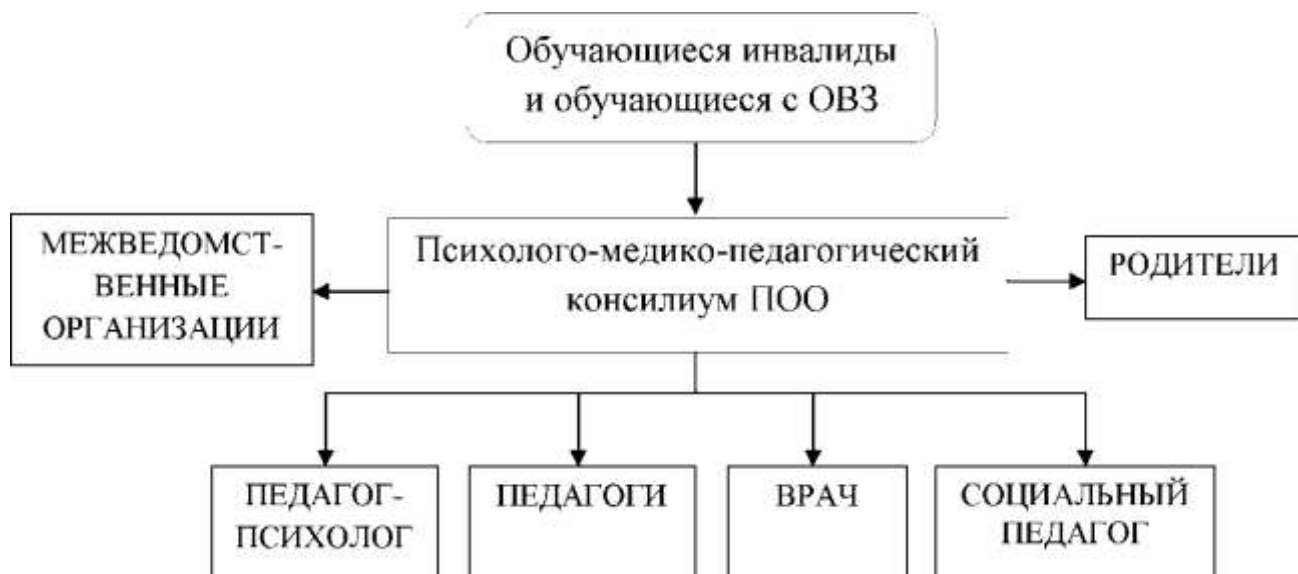 Обучающиеся инвалиды
и обучающиеся с ОВЗ
МЕЖВЕДОМСТ-
ВЕННЫЕ
ОРГАНИЗАЦИИ
Психолого-медико-педагогический
консилиум ПОО
РОДИТЕЛИ
ПЕДАГОГ-
ПСИХОЛОГ
ПЕДАГОГИ
ВРАЧ
СОЦИАЛЬНЫЙ
ПЕДАГОГ